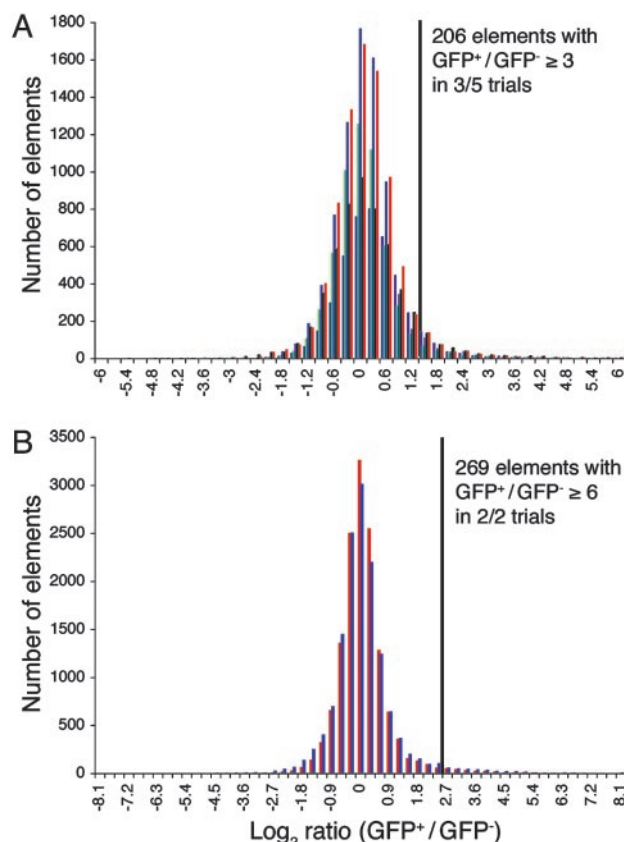 A
Number of elements
1800
1600
1400
1200
1000
800
600
400
200
0
206 elements with
GFP⁺/GFP⁻ ≥ 3
in 3/5 trials
-6 -5.4 -4.8 -4.2 -3.6 -3 -2.4 -1.8 -1.2 -0.6 0 0.6 1.2 1.8 2.4 3 3.6 4.2 4.8 5.4 6
B
Number of elements
3500
3000
2500
2000
1500
1000
500
0
269 elements with
GFP⁺/GFP⁻ ≥ 6
in 2/2 trials
-8.1 -7.2 -6.3 -5.4 -4.5 -3.6 -2.7 -1.8 -0.9 0 0.9 1.8 2.7 3.6 4.5 5.4 6.3 7.2 8.1
Log₂ ratio (GFP⁺/GFP⁻)